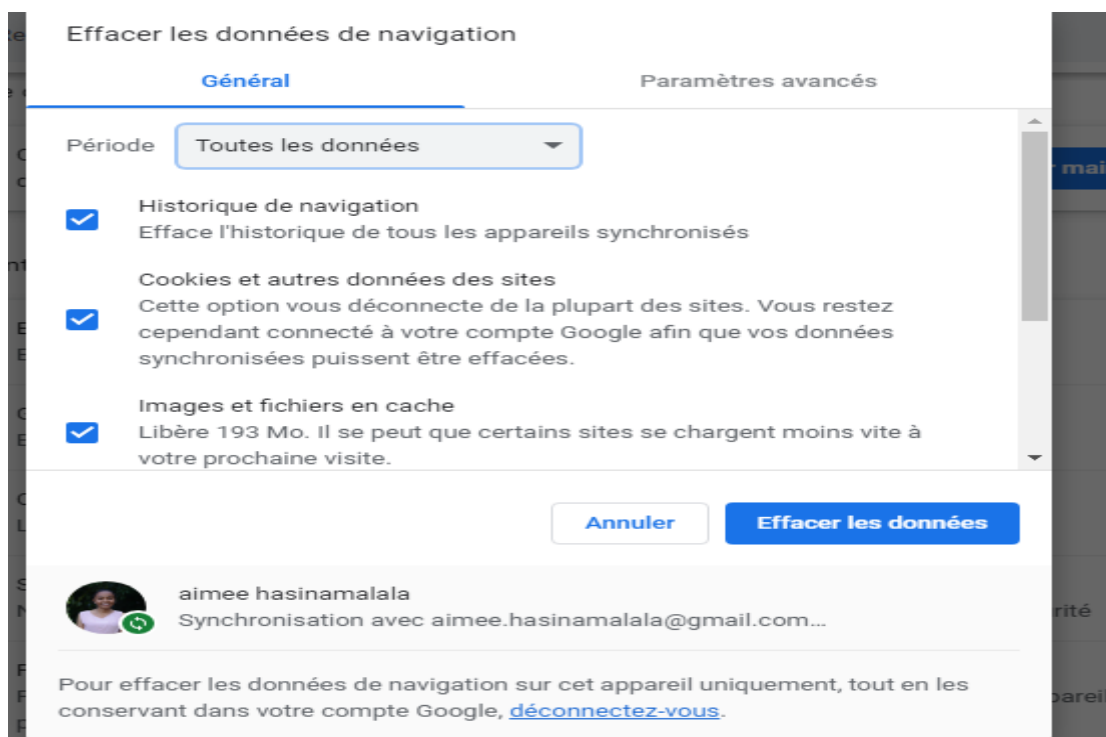 Effacer les données de navigation
Général
Paramètres avancés
Période
Toutes les données
Historique de navigation
Efface l'historique de tous les appareils synchronisés
Cookies et autres données des sites
Cette option vous déconnecte de la plupart des sites. Vous restez
cependant connecté à votre compte Google afin que vos données
synchronisées puissent être effacées.
Images et fichiers en cache
Libère 193 Mo. Il se peut que certains sites se chargent moins vite à
votre prochaine visite.
Annuler
Effacer les données
aimee hasinamalala
Synchronisation avec aimee.hasinamalala@gmail.com...
Pour effacer les données de navigation sur cet appareil uniquement, tout en les
conservant dans votre compte Google, déconnectez-vous.